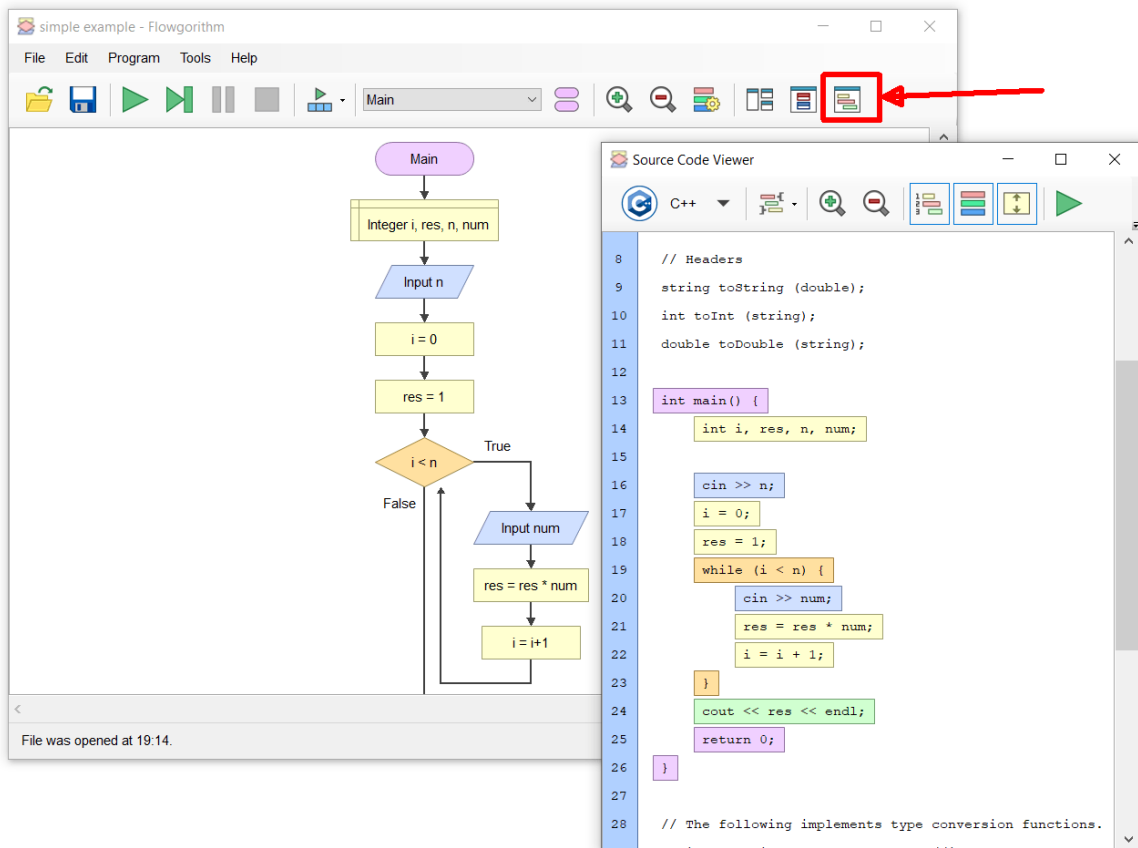 simple example - Flowgorithm
File Edit Program Tools Help
Main
Main
Integer i, res, n, num
Input n
i = 0
res = 1
i < n
True
False
Input num
res = res * num
i = i+1
File was opened at 19:14.
Source Code Viewer
C++
8 // Headers
9 string toString (double);
10 int toInt (string);
11 double toDouble (string);
12
13 int main() {
14 int i, res, n, num;
15
16 cin >> n;
17 i = 0;
18 res = 1;
19 while (i < n) {
20 cin >> num;
21 res = res * num;
22 i = i + 1;
23 }
24 cout << res << endl;
25 return 0;
26 }
27
28 // The following implements type conversion functions.